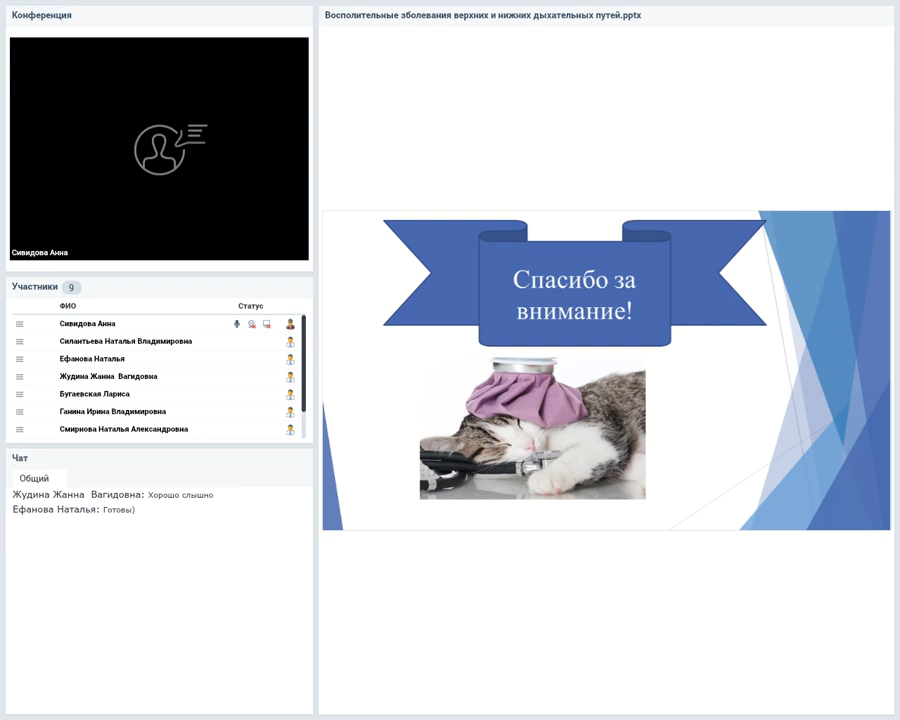 Конференция
Сивидова Анна
Участники 9
ФИО Статус
Сивидова Анна
Силантьева Наталья Владимировна
Ефанова Наталья
Жудина Жанна Вагидовна
Бугаевская Лариса
Ганина Ирина Владимировна
Смирнова Наталья Александровна
Чат
Общий
Жудина Жанна Вагидовна: Хорошо слышно
Ефанова Наталья: Готовы)
Восполительные зболевания верхних и нижних дыхательных путей.pptx
Спасибо за
внимание!